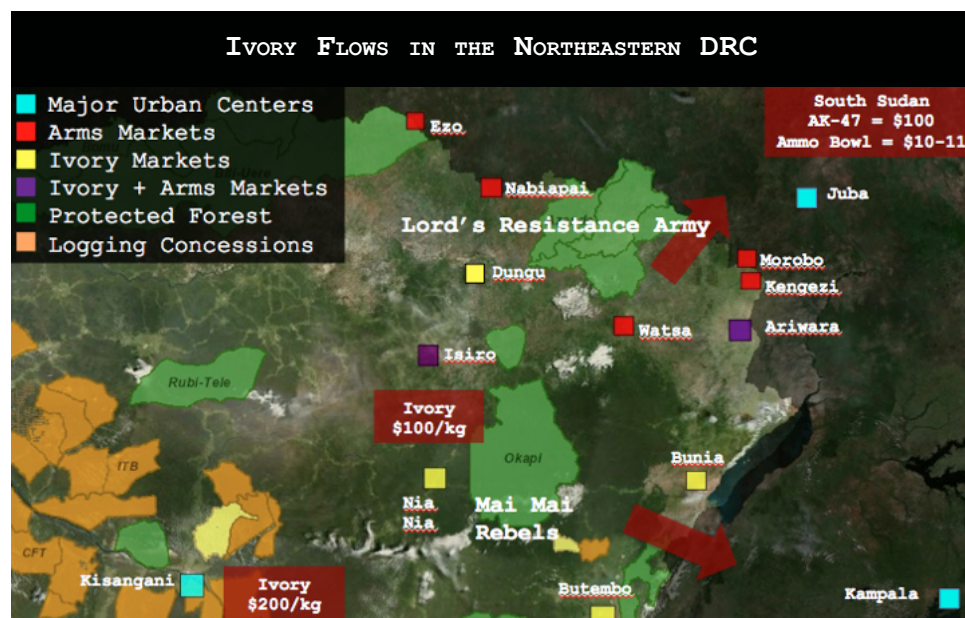 Ivory Flows in the Northeastern DRC
Major Urban Centers
Arms Markets
Ivory Markets
Ivory + Arms Markets
Protected Forest
Logging Concessions
South Sudan
AK-47 = $100
Ammo Bowl = $10-11
Ezo
Nabiapai
Juba
Lord's Resistance Army
Morobo
Dungu
Kengezi
Watsa
Ariwara
Isiro
Rubi-Tele
Ivory
$100/kg
Okapi
Bunia
ITB
Nia
Nia
Mai Mai
Rebels
CFT
Kisangani
Ivory
$200/kg
Butembo
Kampala